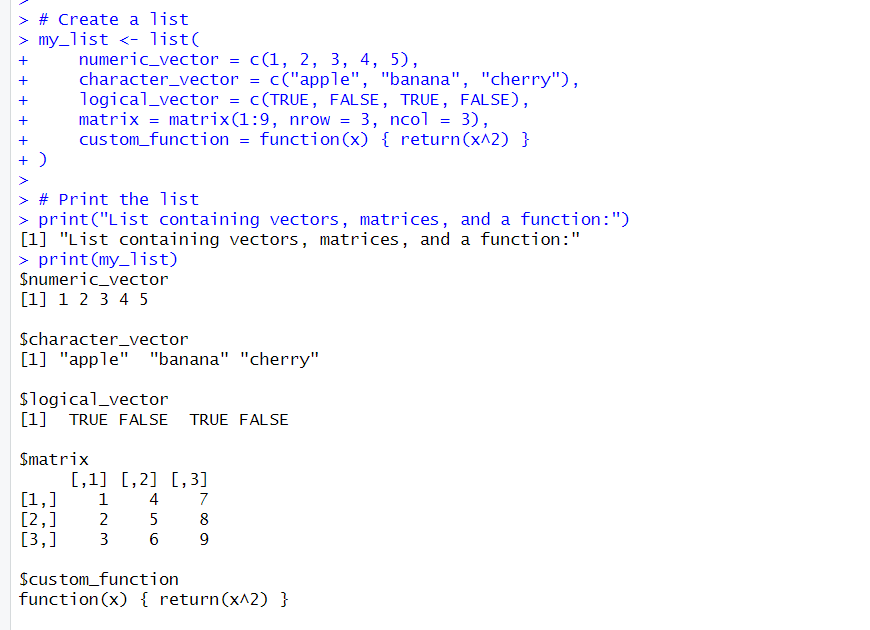 >
> # Create a list
> my_list <- list(
+     numeric_vector = c(1, 2, 3, 4, 5),
+     character_vector = c("apple", "banana", "cherry"),
+     logical_vector = c(TRUE, FALSE, TRUE, FALSE),
+     matrix = matrix(1:9, nrow = 3, ncol = 3),
+     custom_function = function(x) { return(x^2) }
+ )
>
> # Print the list
> print("List containing vectors, matrices, and a function:")
[1] "List containing vectors, matrices, and a function:"
> print(my_list)
$numeric_vector
[1] 1 2 3 4 5

$character_vector
[1] "apple"  "banana" "cherry"

$logical_vector
[1]  TRUE FALSE  TRUE FALSE

$matrix
     [,1] [,2] [,3]
[1,]    1    4    7
[2,]    2    5    8
[3,]    3    6    9

$custom_function
function(x) { return(x^2) }